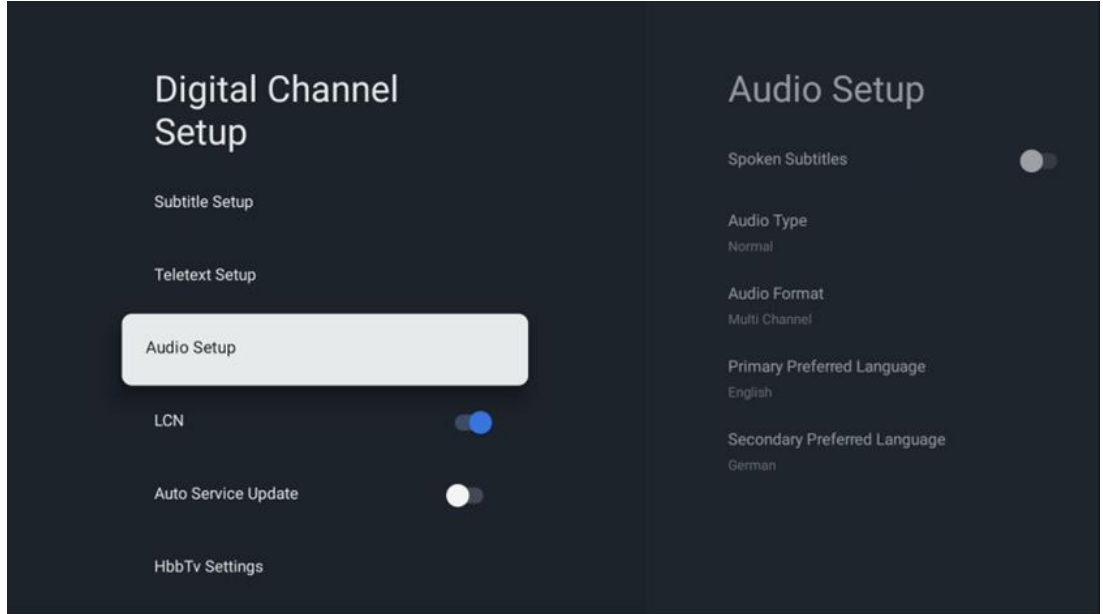 Digital Channel
Setup
Subtitle Setup
Teletext Setup
Audio Setup
LCN
Auto Service Update
HbbTv Settings
Audio Setup
Spoken Subtitles
Audio Type
Normal
Audio Format
Multi Channel
Primary Preferred Language
English
Secondary Preferred Language
German